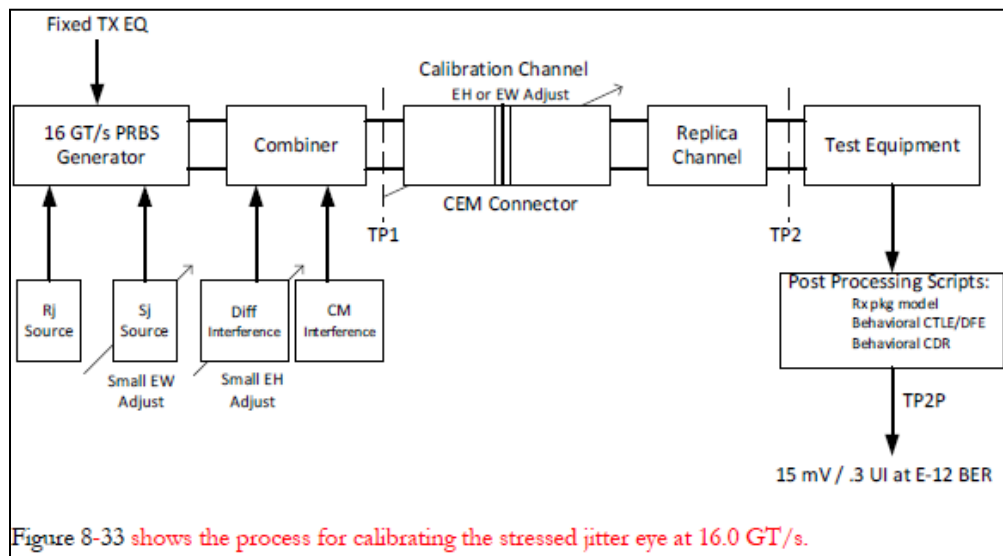 Fixed TX EQ
Calibration Channel
EH or EW Adjust
16 GT/s PRBS
Generator
Combiner
Replica
Channel
Test Equipment
CEM Connector
TP1
TP2
Rj
Source
Sj
Source
Diff
Interference
CM
Interference
Small EW
Adjust
Small EH
Adjust
Post Processing Scripts:
Rx pkg model
Behavioral CTLE/DFE
Behavioral CDR
TP2P
15 mV / .3 UI at E-12 BER
Figure 8-33 shows the process for calibrating the stressed jitter eye at 16.0 GT/s.